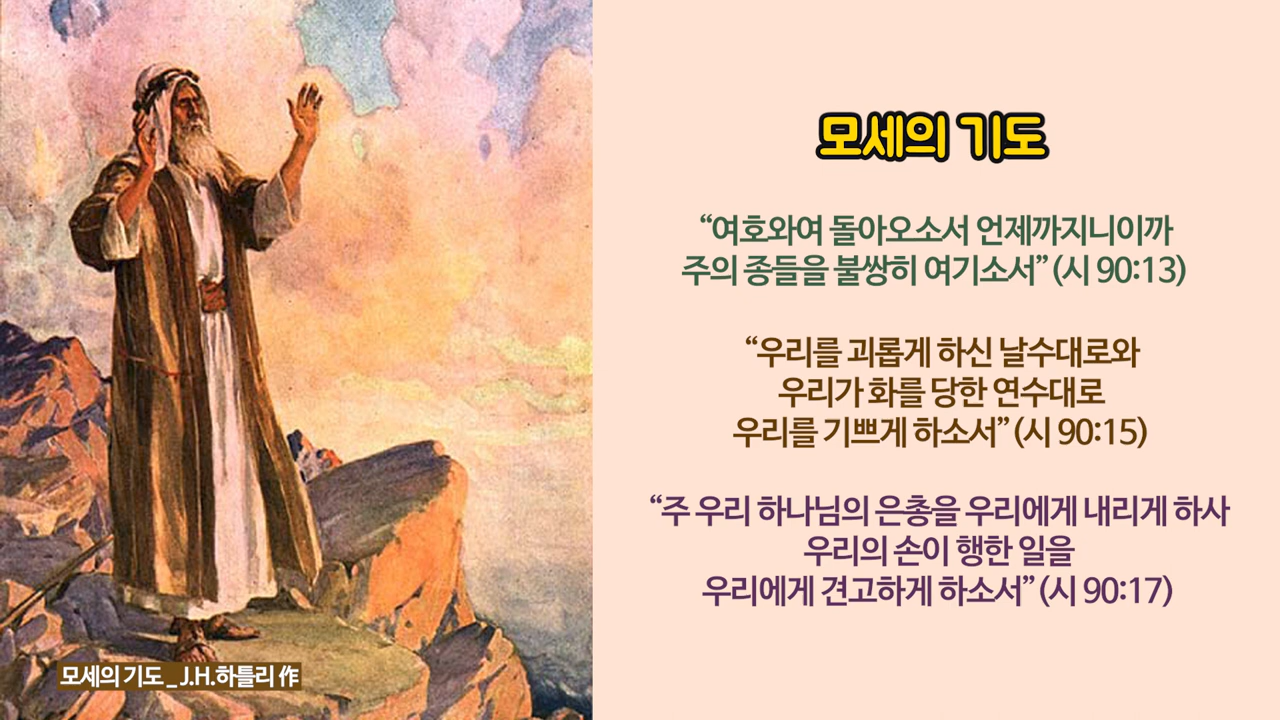 모세의 기도
“여호와여 돌아오소서 언제까지니이까
주의 종들을 불쌍히 여기소서” (시 90:13)
“우리를 괴롭게 하신 날수대로와
우리가 화를 당한 연수대로
우리를 기쁘게 하소서” (시 90:15)
“주 우리 하나님의 은총을 우리에게 내리게 하사
우리의 손이 행한 일을
우리에게 견고하게 하소서” (시 90:17)
모세의 기도 _ J.H.하틀리 作